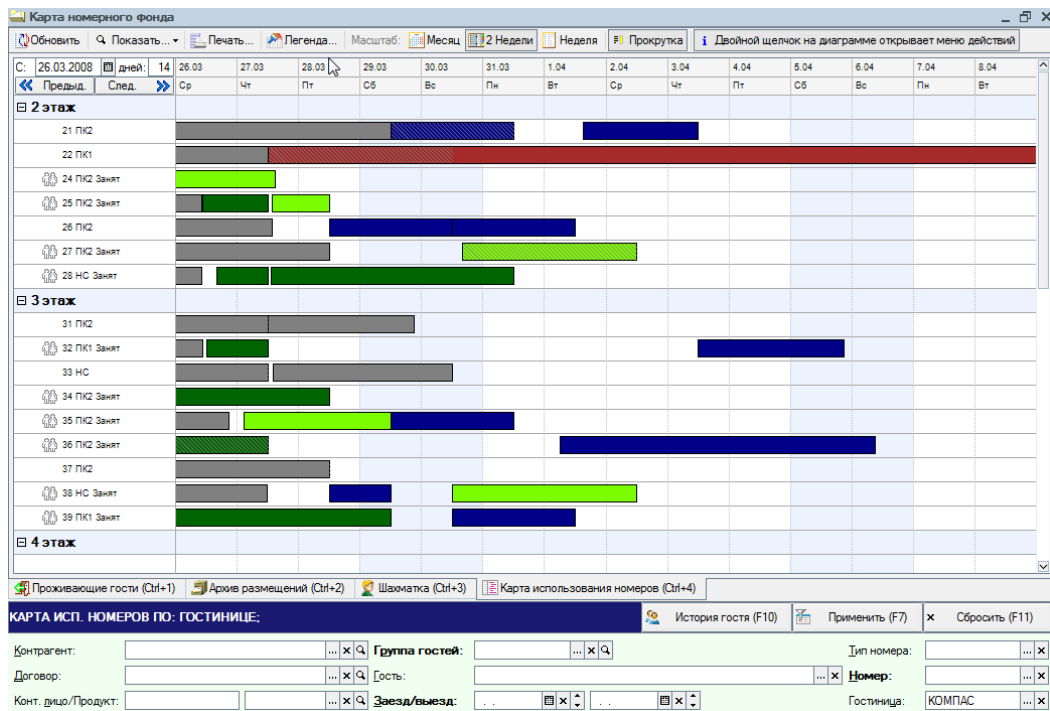 Карта номерного фонда
Обновить Показать... Печать... Легенда... Масштаб: Месяц 2 Недели Неделя Прокрутка i Двойной щелчок на диаграмме открывает меню действий
С: 26.03.2008 дней: 14 26.03 27.03 28.03 29.03 30.03 31.03 1.04 2.04 3.04 4.04 5.04 6.04 7.04 8.04
Предыд. След. Ср Чт Пт Сб Вс Пн Вт Ср Чт Пт Сб Вс Пн Вт
2 этаж
21 ПК2
22 ПК1
24 ПК2 Занят
25 ПК2 Занят
26 ПК2
27 ПК2 Занят
28 НС Занят
3 этаж
31 ПК2
32 ПК1 Занят
33 НС
34 ПК2 Занят
35 ПК2 Занят
36 ПК2 Занят
37 ПК2
38 НС Занят
39 ПК1 Занят
4 этаж
Проживающие гости (Ctrl+1) Архив размещений (Ctrl+2) Шахматка (Ctrl+3) Карта использования номеров (Ctrl+4)
КАРТА ИСП. НОМЕРОВ ПО: ГОСТИНИЦЕ; История гостя (F10) Применить (F7) Сбросить (F11)
Контрагент: Группа гостей: Тип номера:
Договор: Гость: Номер:
Конт. лицо/Продукт: Заезд/выезд: . . . . Гостиница: КОМПАС